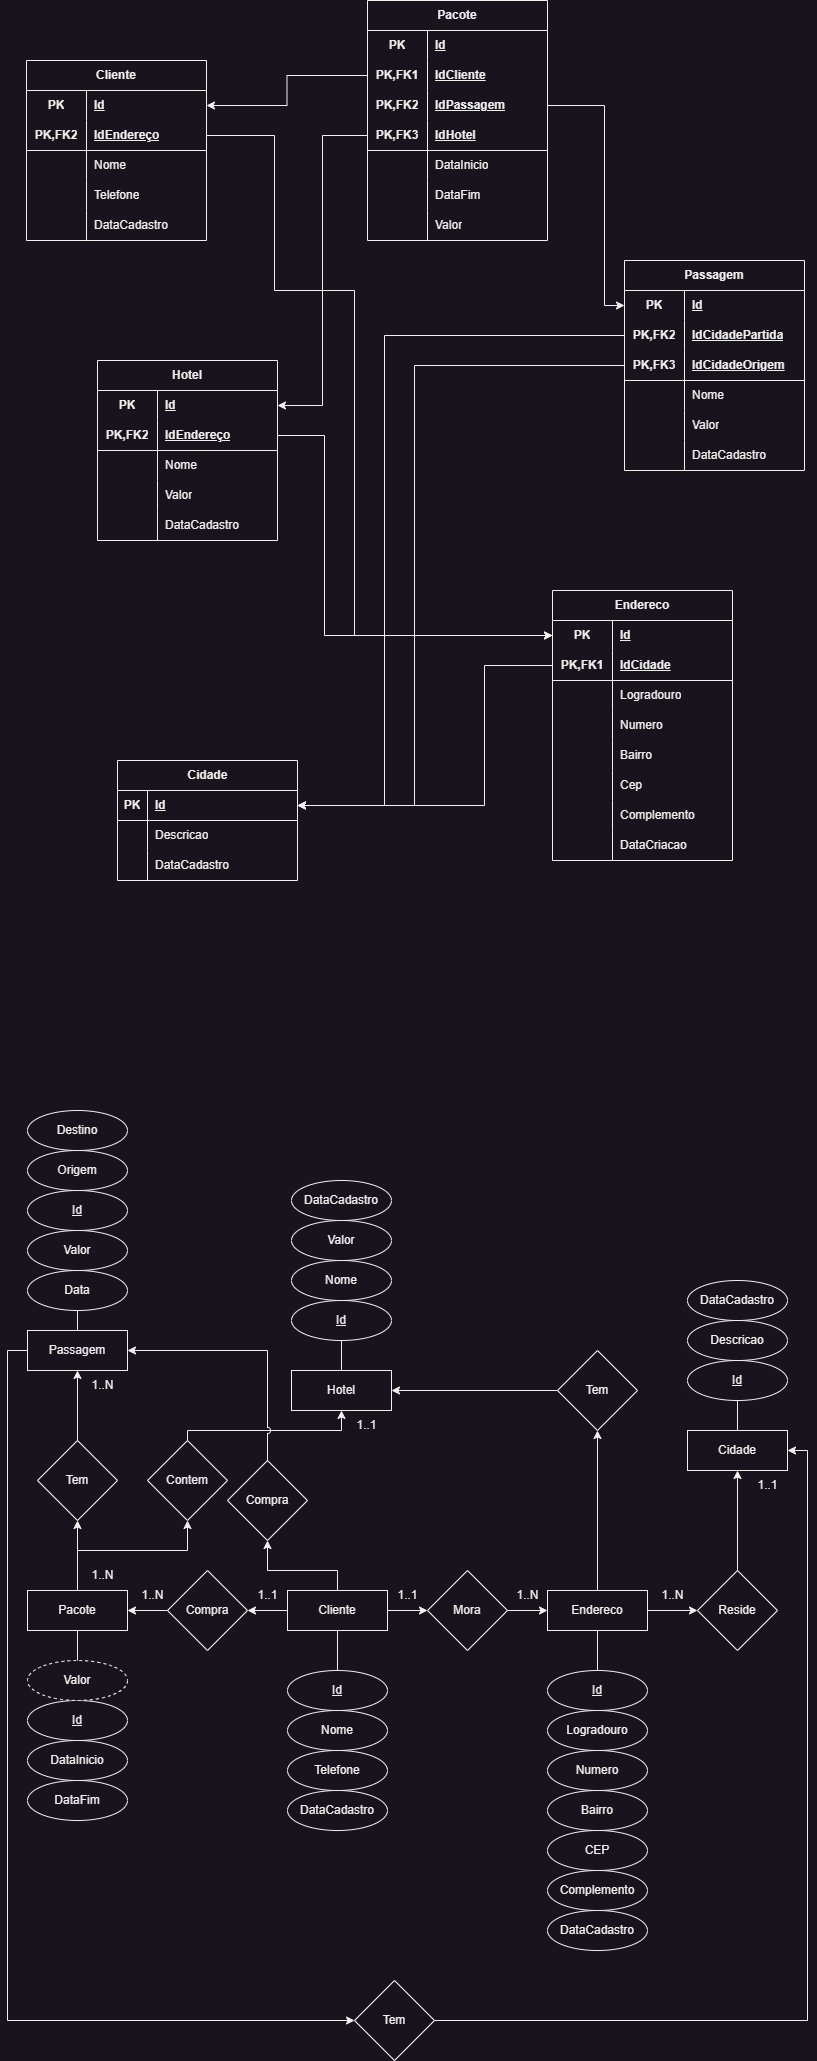 Pacote
PK Id
PK,FK1 IdCliente
PK,FK2 IdPassagem
PK,FK3 IdHotel
DataInicio
DataFim
Valor
Cliente
PK Id
PK,FK2 IdEndereço
Nome
Telefone
DataCadastro
Passagem
PK Id
PK,FK2 IdCidadePartida
PK,FK3 IdCidadeOrigem
Nome
Valor
DataCadastro
Hotel
PK Id
PK,FK2 IdEndereço
Nome
Valor
DataCadastro
Endereco
PK Id
PK,FK1 IdCidade
Logradouro
Numero
Bairro
Cep
Complemento
DataCriacao
Cidade
PK Id
Descricao
DataCadastro
Destino
Origem
Id
Valor
Data
Passagem
DataCadastro
Valor
Nome
Id
Hotel
DataCadastro
Descricao
Id
Cidade
1..N
1..1
1..1
Tem
Tem
Contem
Compra
1..N
Pacote
1..N
Compra
1..1
Cliente
1..1
Mora
1..N
Endereco
1..N
Reside
Valor
Id
DataInicio
DataFim
Id
Nome
Telefone
DataCadastro
Id
Logradouro
Numero
Bairro
CEP
Complemento
DataCadastro
Tem